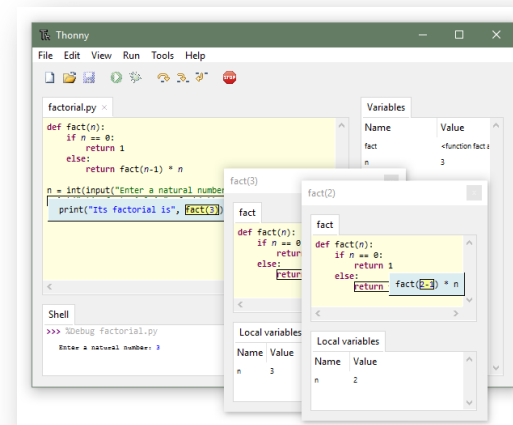 Thonny
File Edit View Run Tools Help
STOP
factorial.py ×
def fact(n):
if n == 0:
return 1
else:
return fact(n-1) * n
n = int(input("Enter a natural number
print("Its factorial is", fact(3))
Variables
Name Value
fact <function fact a
n 3
Shell
>>> %Debug factorial.py
Enter a natural number: 3
fact(3)
fact
def fact(n):
if n == 0
retur
else:
retur
Local variables
Name Value
n 3
fact(2)
fact
def fact(n):
if n == 0:
return 1
else:
return fact(2-1) * n
Local variables
Name Value
n 2